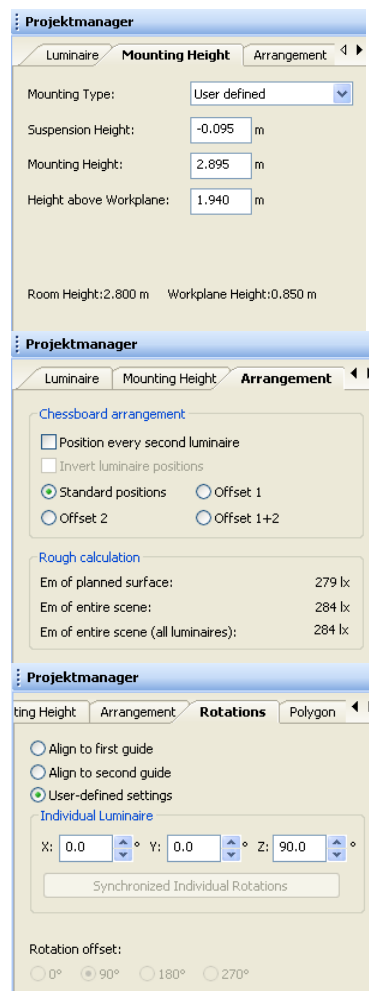 Projektmanager
Luminaire Mounting Height Arrangement
Mounting Type: User defined
Suspension Height: -0.095 m
Mounting Height: 2.895 m
Height above Workplane: 1.940 m
Room Height:2.800 m Workplane Height:0.850 m
Projektmanager
Luminaire Mounting Height Arrangement
Chessboard arrangement
Position every second luminaire
Invert luminaire positions
Standard positions Offset 1
Offset 2 Offset 1+2
Rough calculation
Em of planned surface: 279 lx
Em of entire scene: 284 lx
Em of entire scene (all luminaires): 284 lx
Projektmanager
ting Height Arrangement Rotations Polygon
Align to first guide
Align to second guide
User-defined settings
Individual Luminaire
X: 0.0 ° Y: 0.0 ° Z: 90.0 °
Synchronized Individual Rotations
Rotation offset:
0° 90° 180° 270°